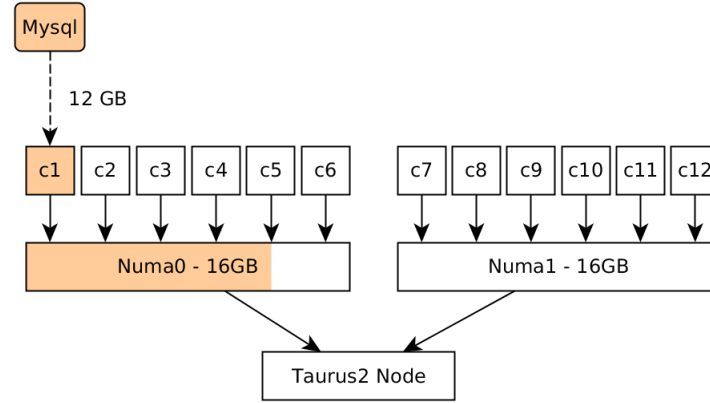 Mysql
12 GB
c1 c2 c3 c4 c5 c6 c7 c8 c9 c10 c11 c12
Numa0 - 16GB Numa1 - 16GB
Taurus2 Node